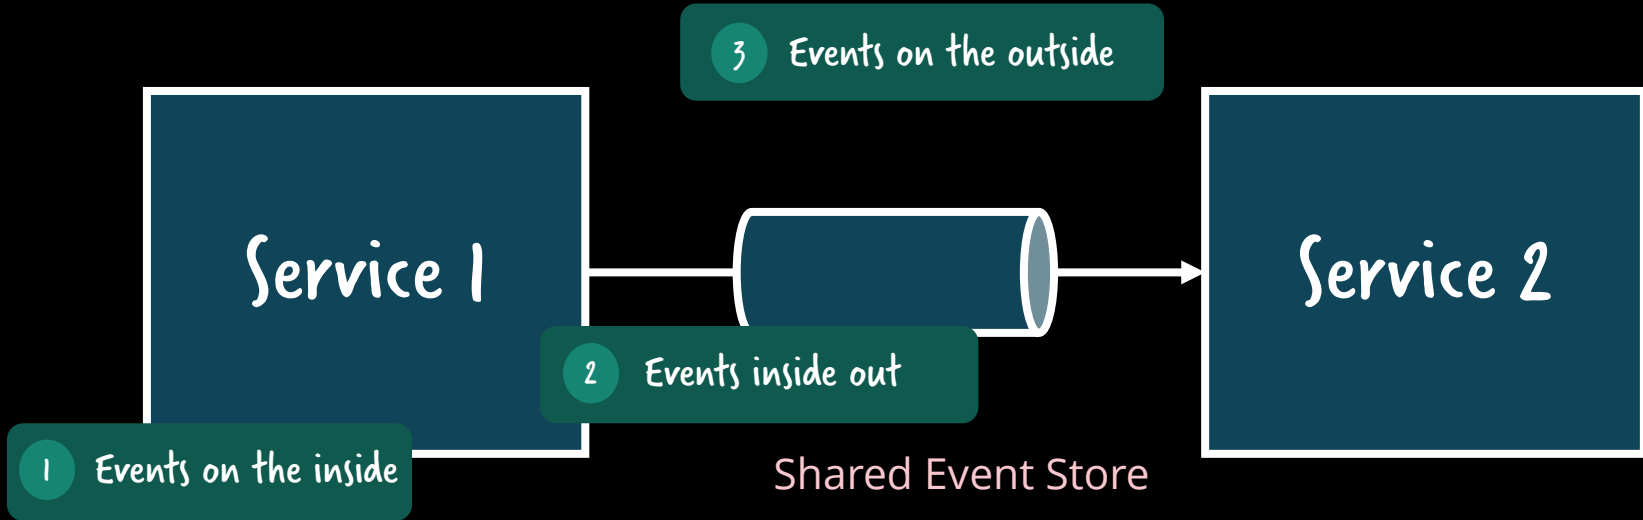 3 Events on the outside
Service 1
Service 2
2 Events inside out
1 Events on the inside
Shared Event Store